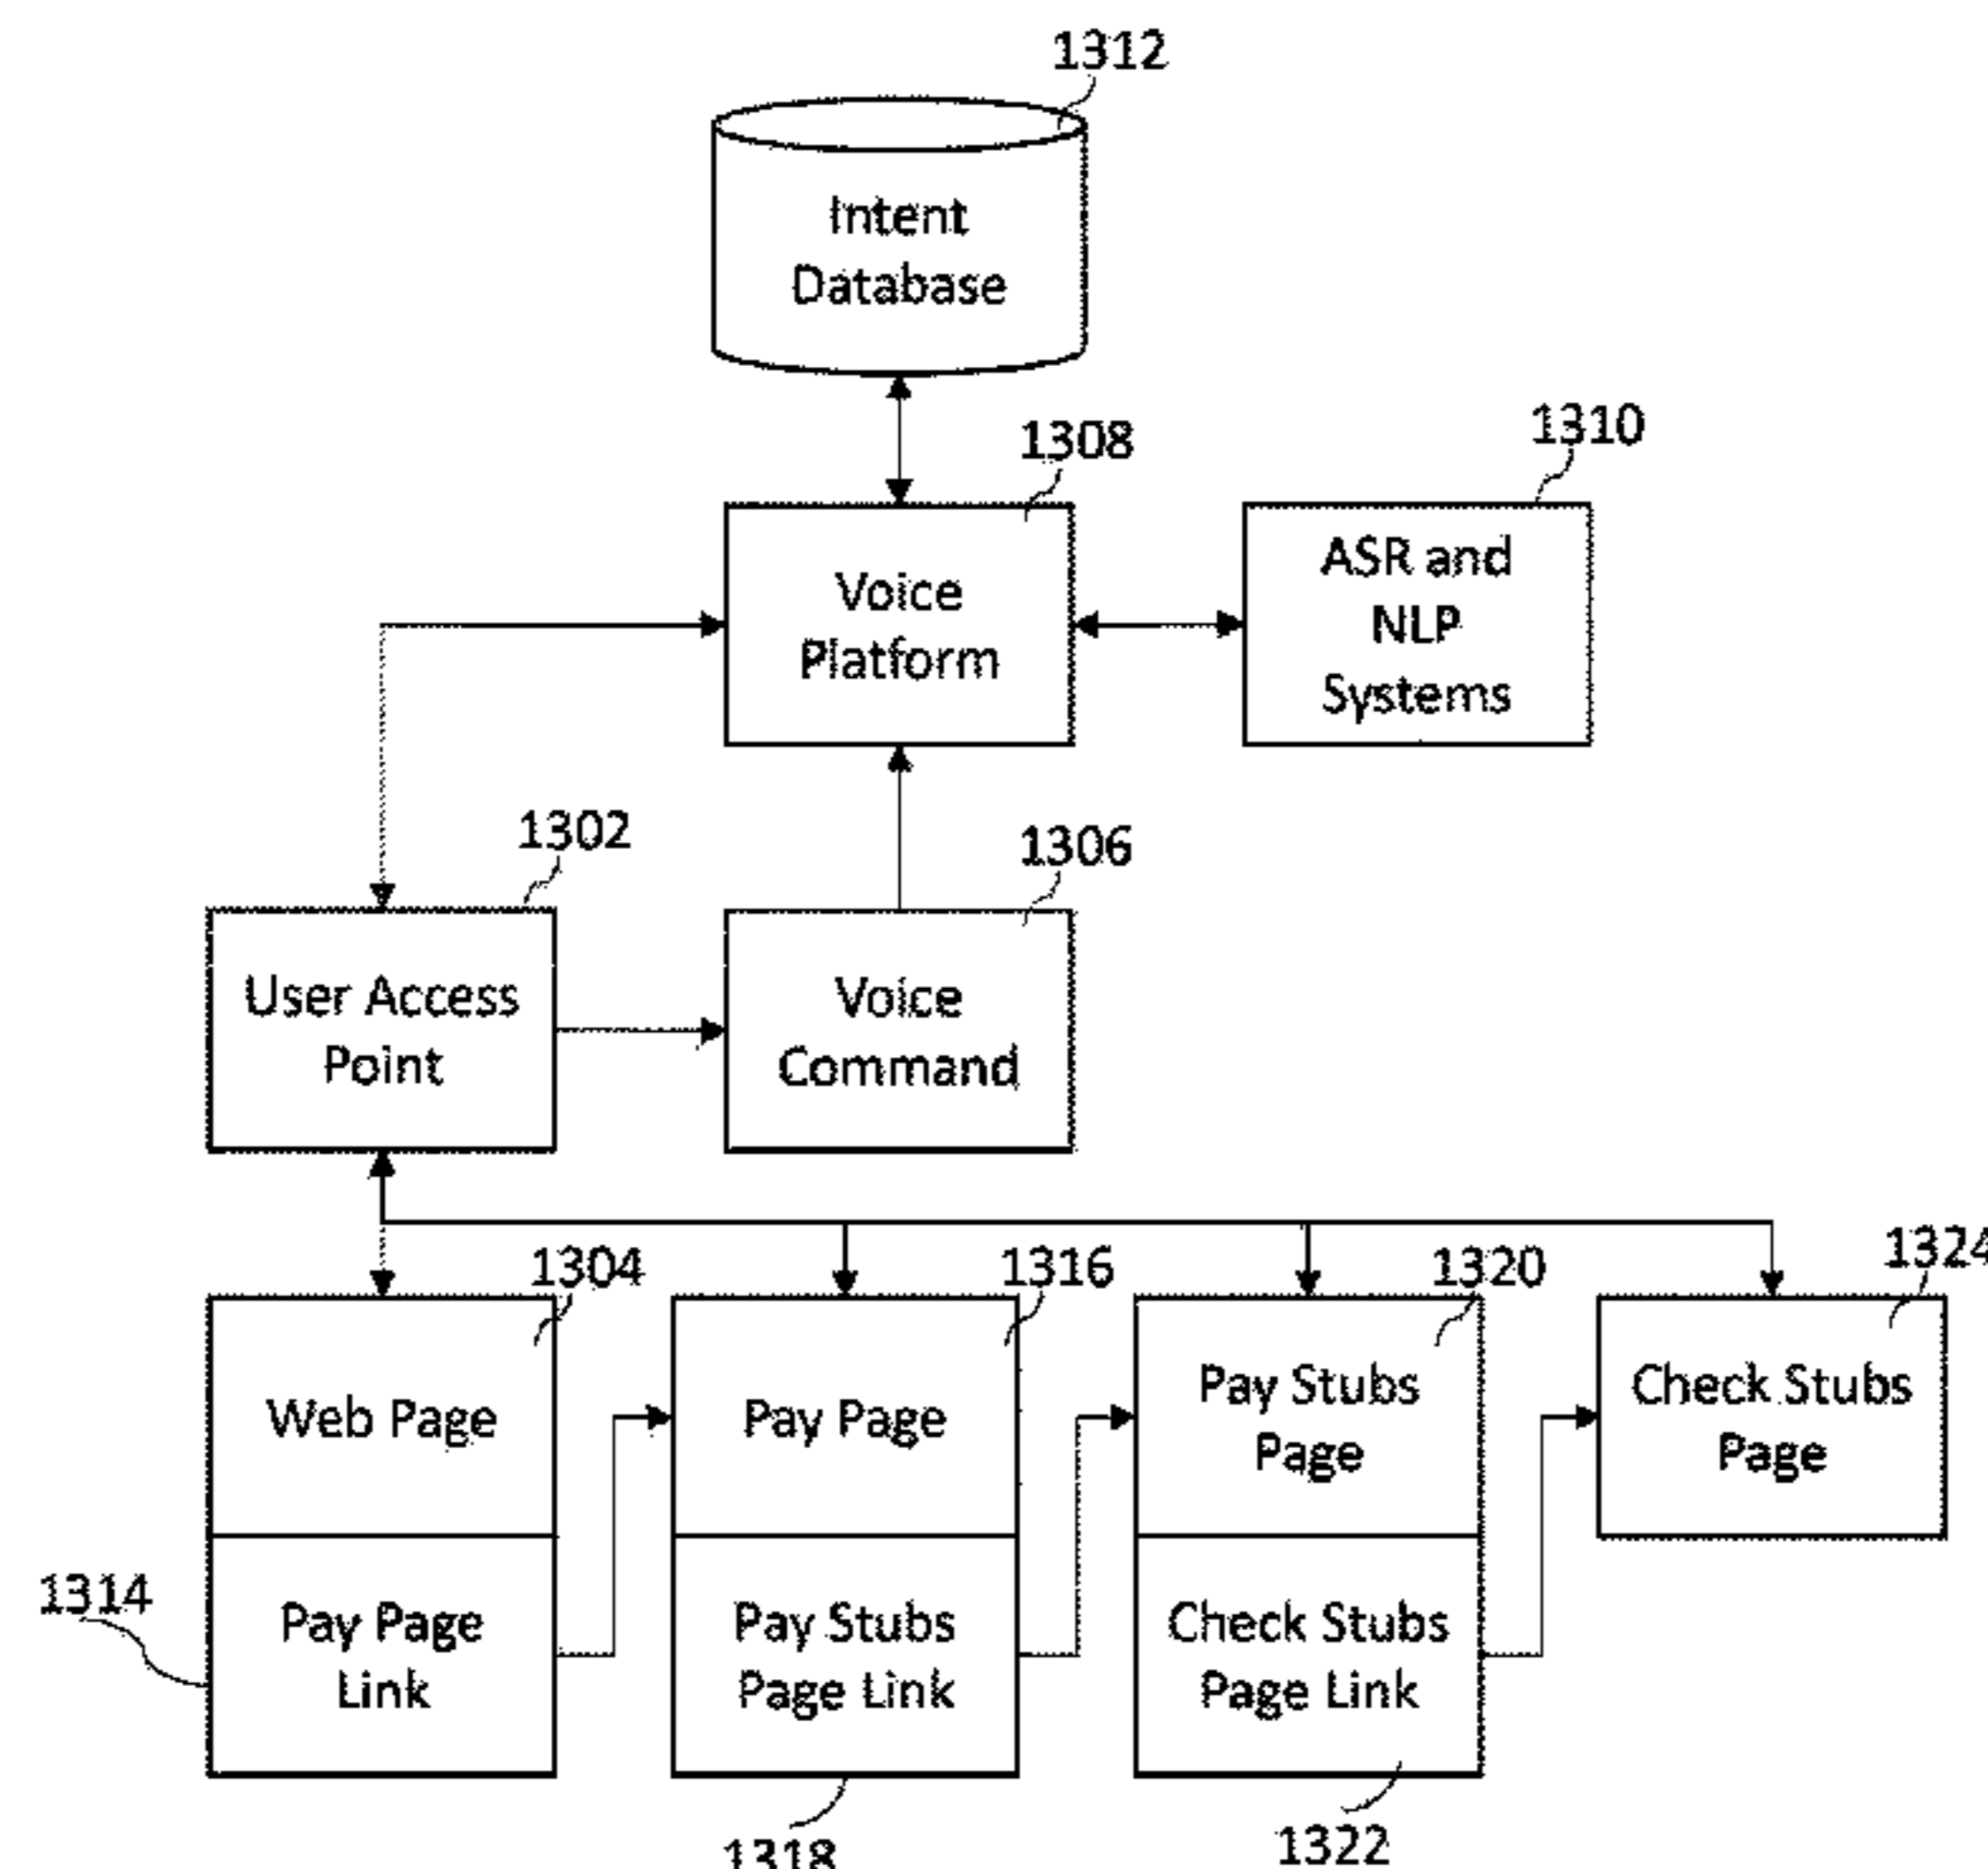 1312
Intent
Database
1308
1310
Voice
Platform
ASR and
NLP
Systems
1302
1306
User Access
Point
Voice
Command
1304
1316
1320
1324
Web Page
Pay Page
Pay Stubs
Page
Check Stubs
Page
1314
Pay Page
Link
Pay Stubs
Page Link
Check Stubs
Page Link
1318
1322